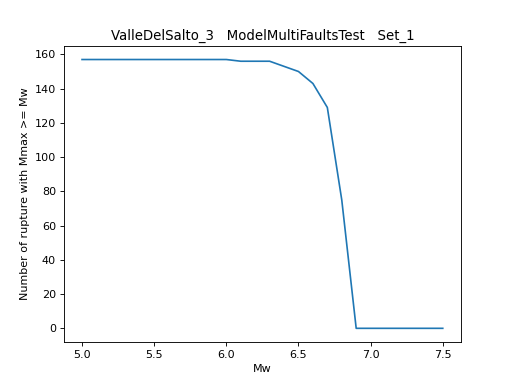 ValleDelSalto_3   ModelMultiFaultsTest   Set_1
160
140
120
100
80
60
40
20
0
Number of rupture with Mmax >= Mw
5.0 5.5 6.0 6.5 7.0 7.5
Mw